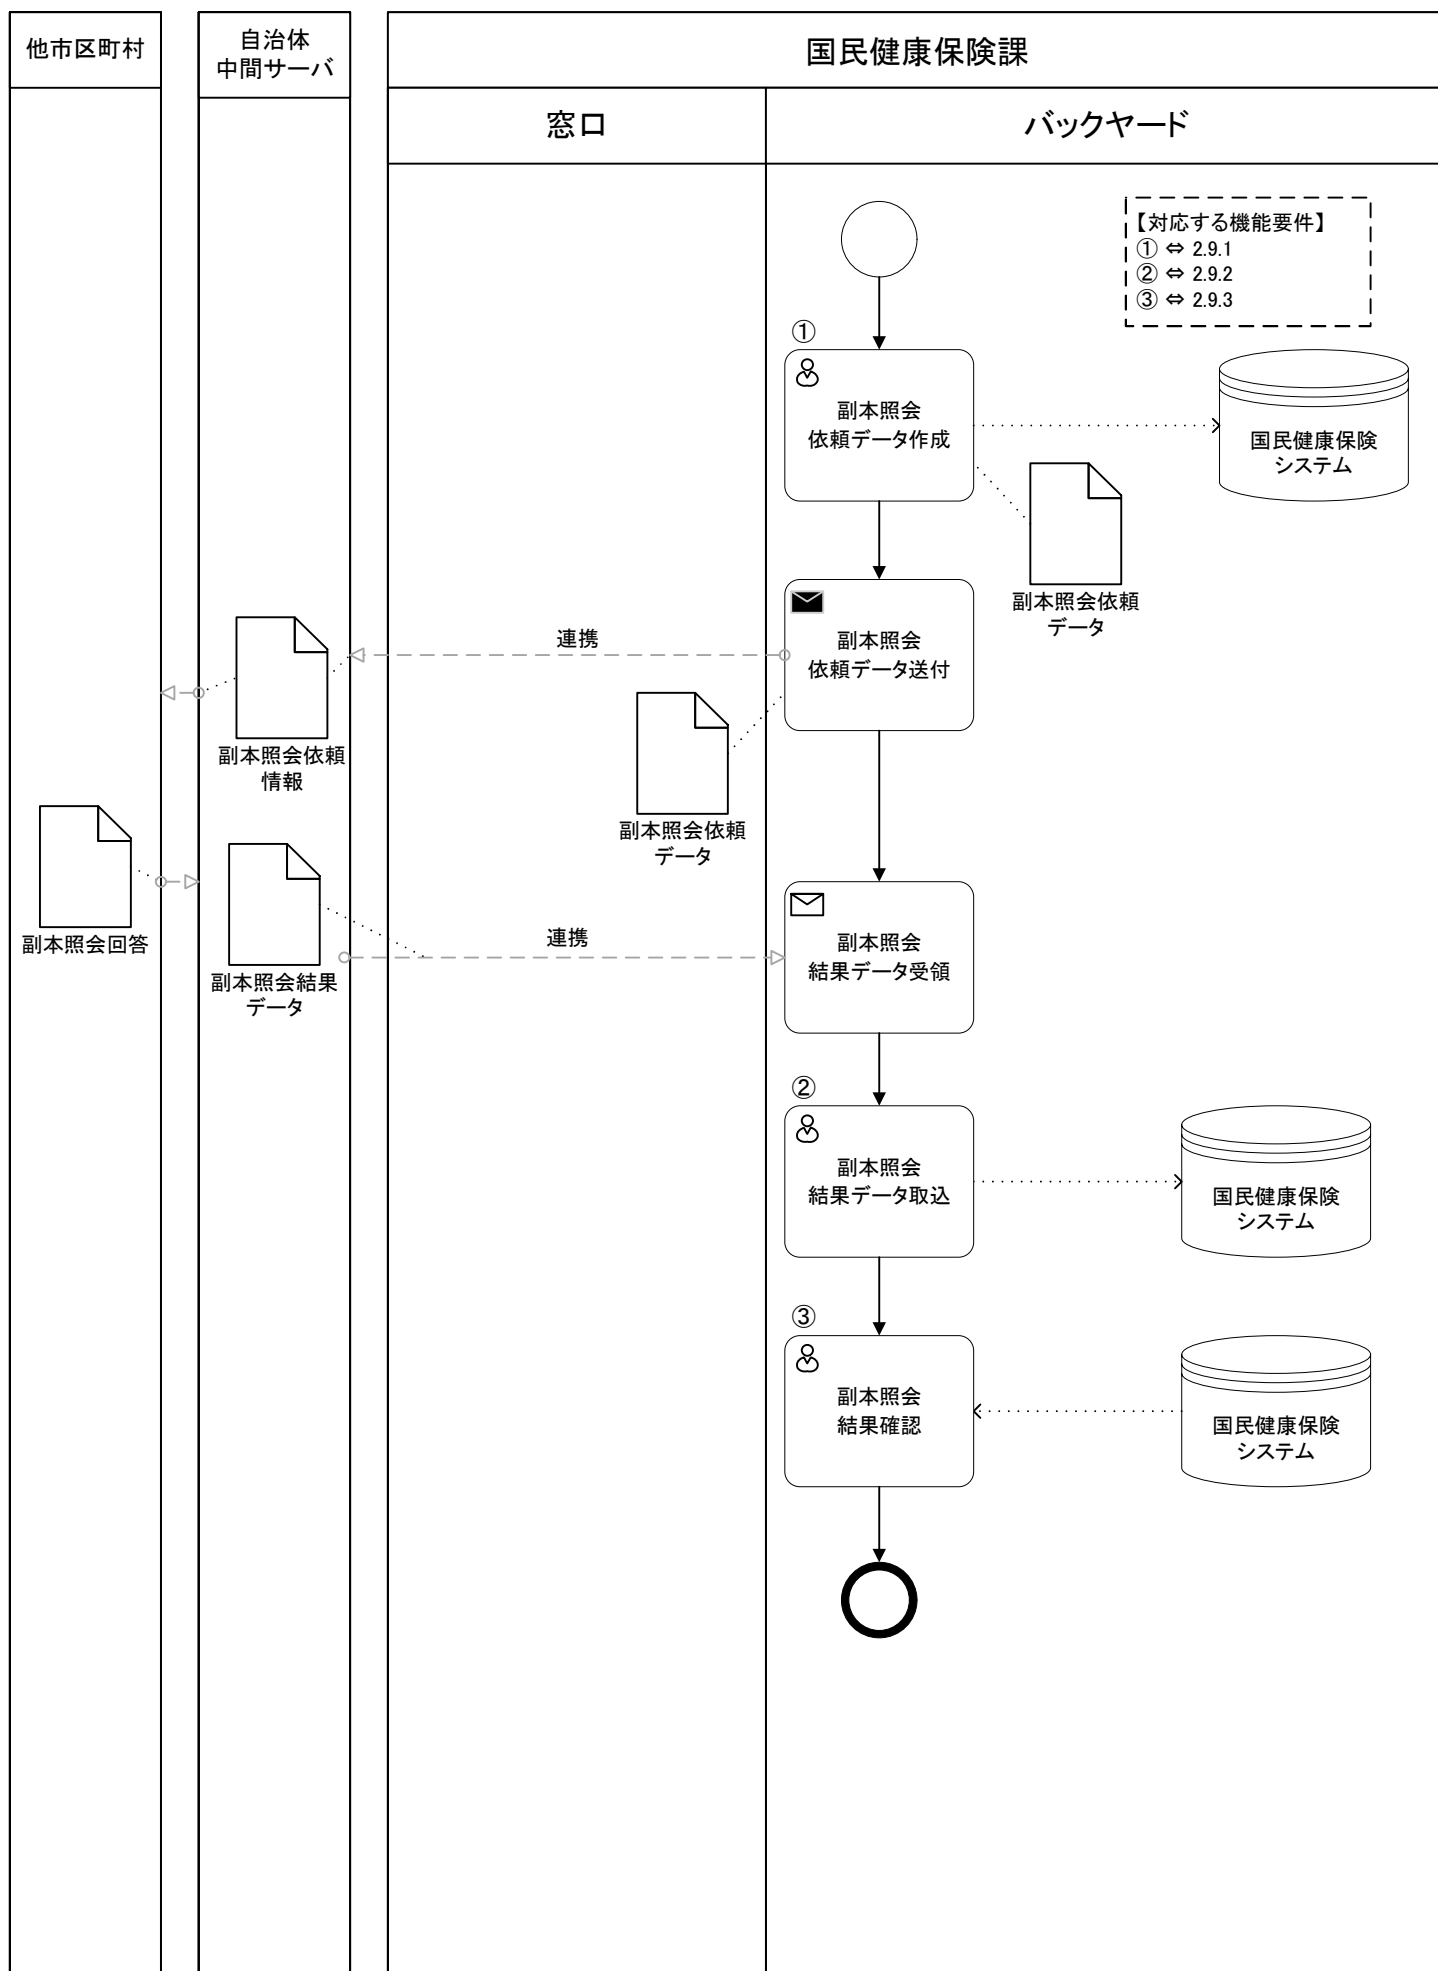 他市区町村
自治体
中間サーバ
国民健康保険課
窓口
バックヤード
【対応する機能要件】
① ⇔ 2.9.1
② ⇔ 2.9.2
③ ⇔ 2.9.3
①
副本照会
依頼データ作成
国民健康保険
システム
副本照会依頼
データ
副本照会
依頼データ送付
連携
副本照会依頼
情報
副本照会依頼
データ
副本照会回答
副本照会結果
データ
連携
副本照会
結果データ受領
②
副本照会
結果データ取込
国民健康保険
システム
③
副本照会
結果確認
国民健康保険
システム